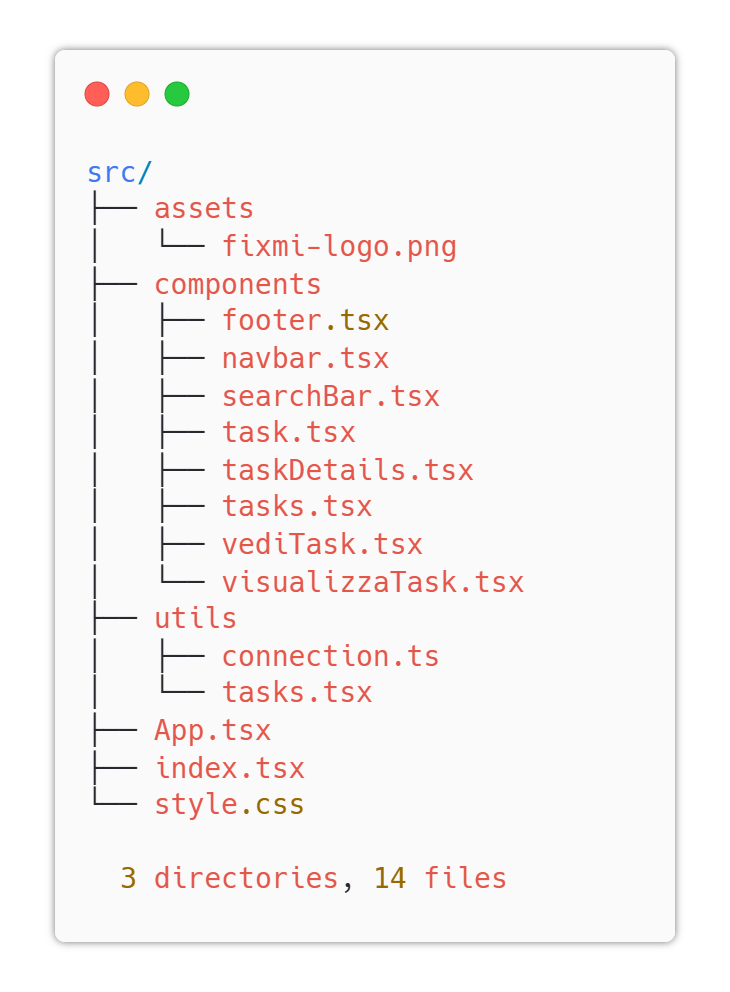 src/
├── assets
│   └── fixmi-logo.png
├── components
│   ├── footer.tsx
│   ├── navbar.tsx
│   ├── searchBar.tsx
│   ├── task.tsx
│   ├── taskDetails.tsx
│   ├── tasks.tsx
│   ├── vediTask.tsx
│   └── visualizzaTask.tsx
├── utils
│   ├── connection.ts
│   └── tasks.tsx
├── App.tsx
├── index.tsx
└── style.css
  3 directories, 14 files